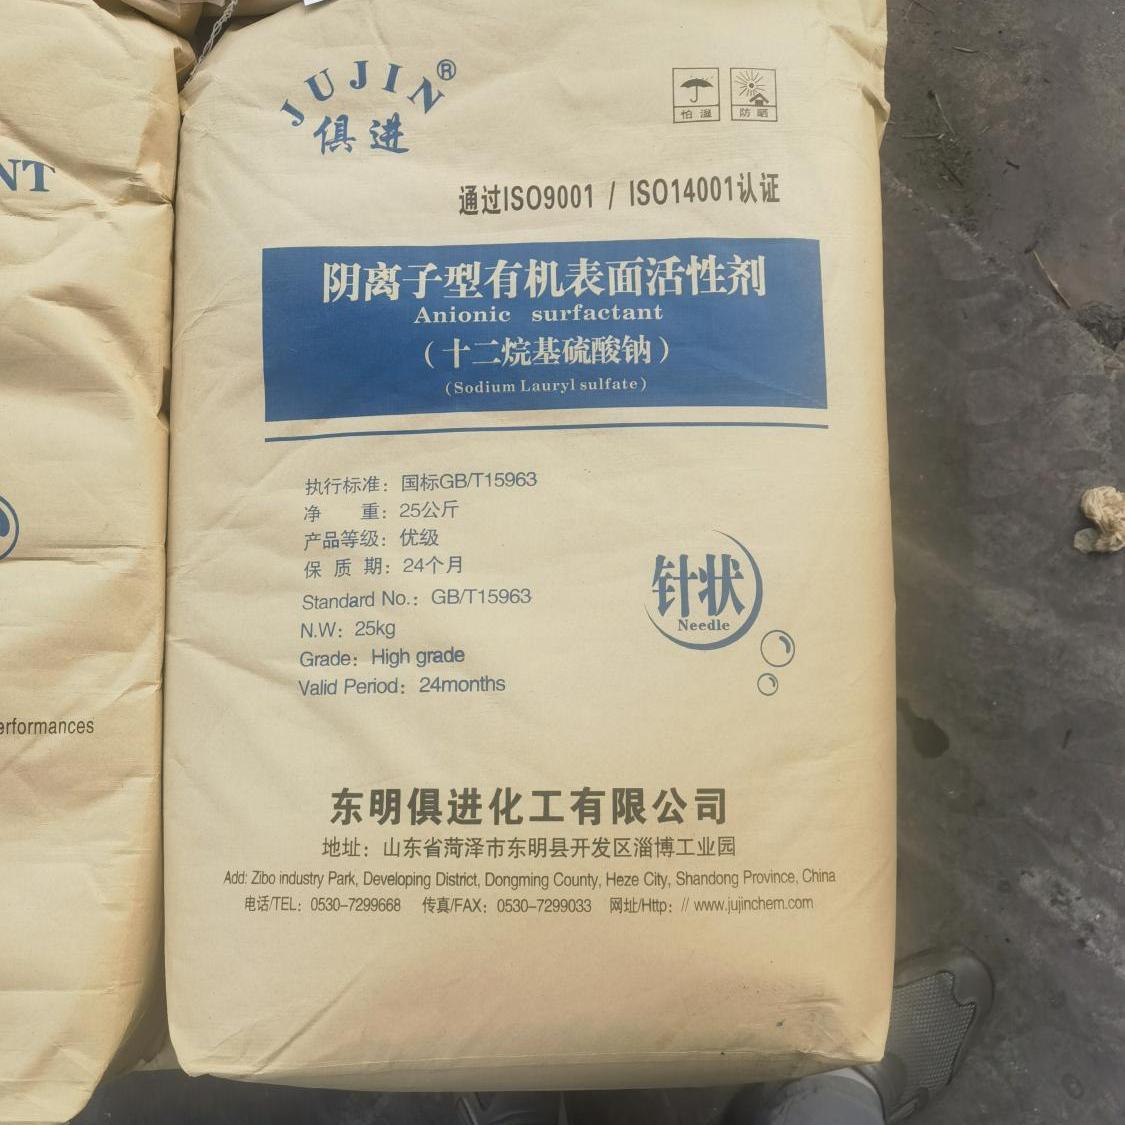 JUJIN®
俱进
怕湿
防晒
通过ISO9001 / ISO14001认证
阴离子型有机表面活性剂
Anionic surfactant
（十二烷基硫酸钠）
(Sodium Lauryl sulfate)
执行标准：国标GB/T15963
净 重：25公斤
产品等级：优级
保 质 期：24个月
Standard No.：GB/T15963
N.W：25kg
Grade：High grade
Valid Period：24months
针状
Needle
东明俱进化工有限公司
地址：山东省菏泽市东明县开发区淄博工业园
Add: Zibo industry Park, Developing District, Dongming County, Heze City, Shandong Province, China
电话/TEL：0530-7299668 传真/FAX：0530-7299033 网址/Http：// www.jujinchem.com
NT
erformances